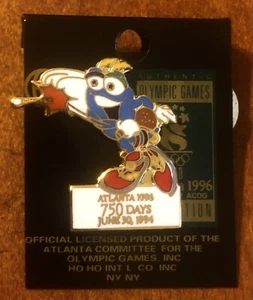 AUTHENTIC
OLYMPIC GAMES
1996
ACOG
TION
ATLANTA 1996
750 DAYS
JUNE 30, 1994
OFFICIAL LICENSED PRODUCT OF THE
ATLANTA COMMITTEE FOR THE
OLYMPIC GAMES, INC
HO HO INT L CO, INC
NY NY